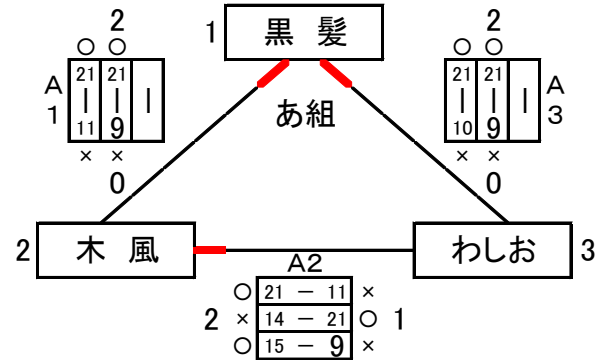 2 2
1 黒 髪
○ ○ ○ ○
A 1 21 21 | 21 21 | A 3
| | | |
11 9 10 9
× × あ組 × ×
0 0
2 木 風 わしお 3
A2
○ 21 － 11 ×
2 × 14 － 21 ○ 1
○ 15 － 9 ×